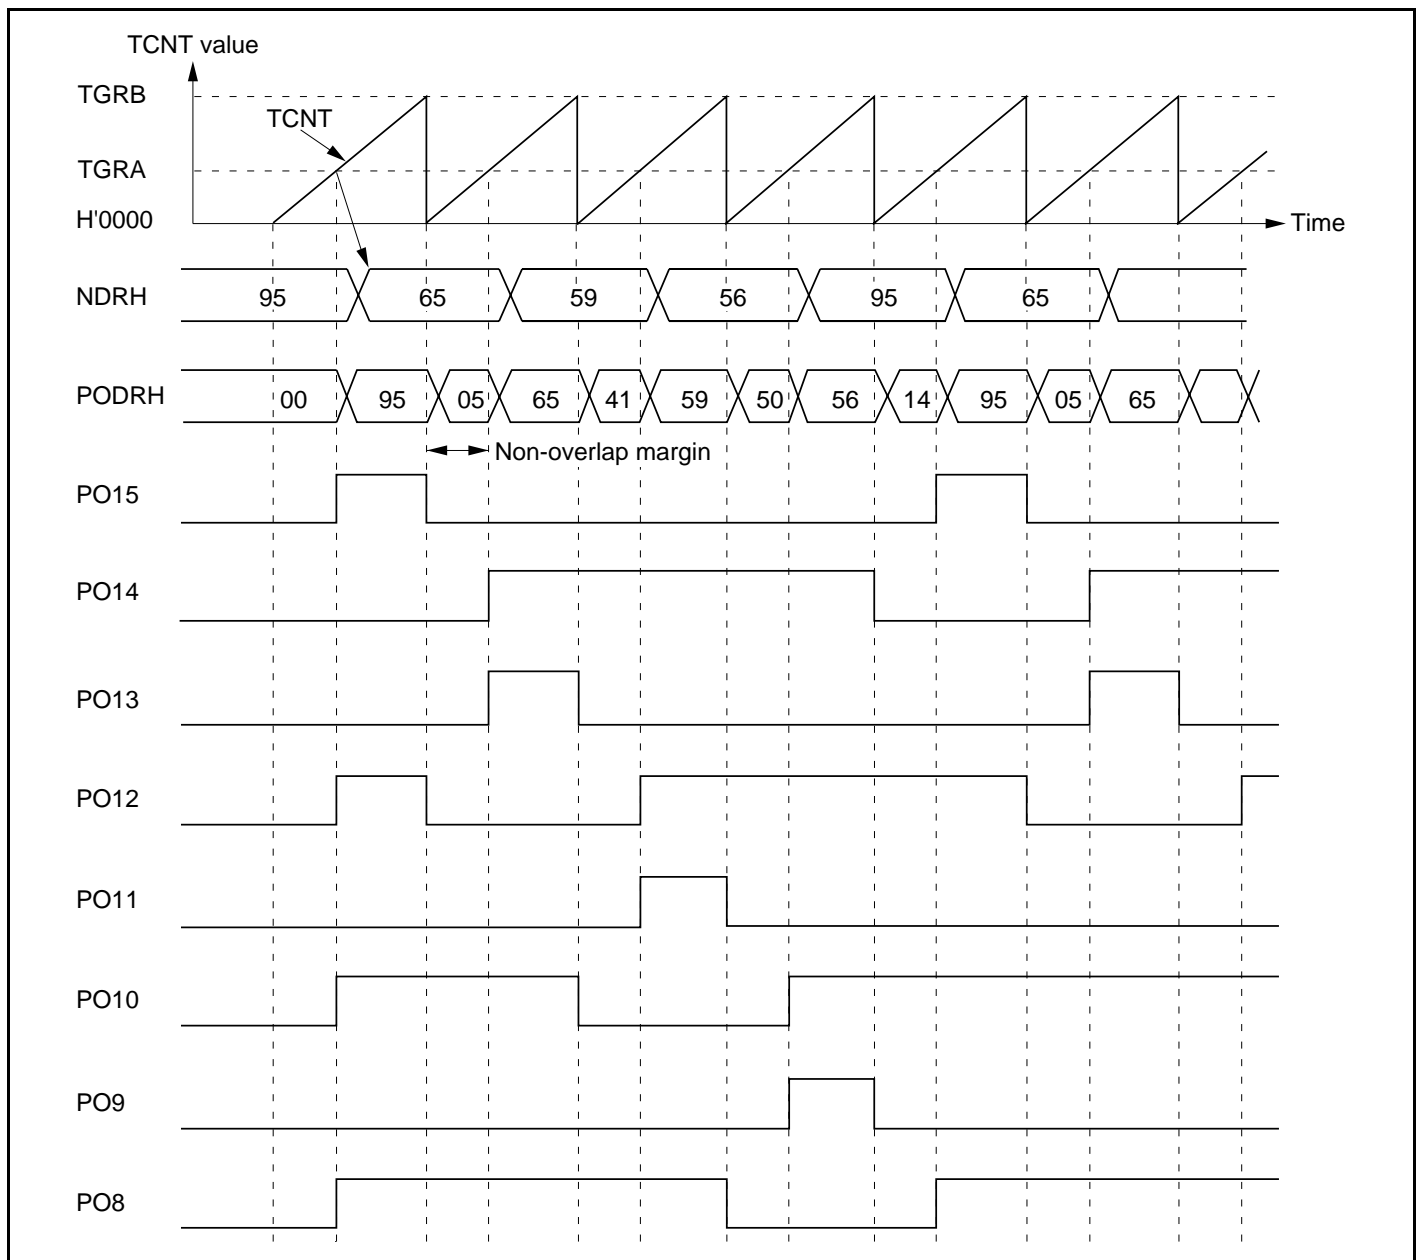 TCNT value
TGRB
TCNT
TGRA
H'0000
Time
NDRH 95 65 59 56 95 65
PODRH 00 95 05 65 41 59 50 56 14 95 05 65
Non-overlap margin
PO15
PO14
PO13
PO12
PO11
PO10
PO9
PO8